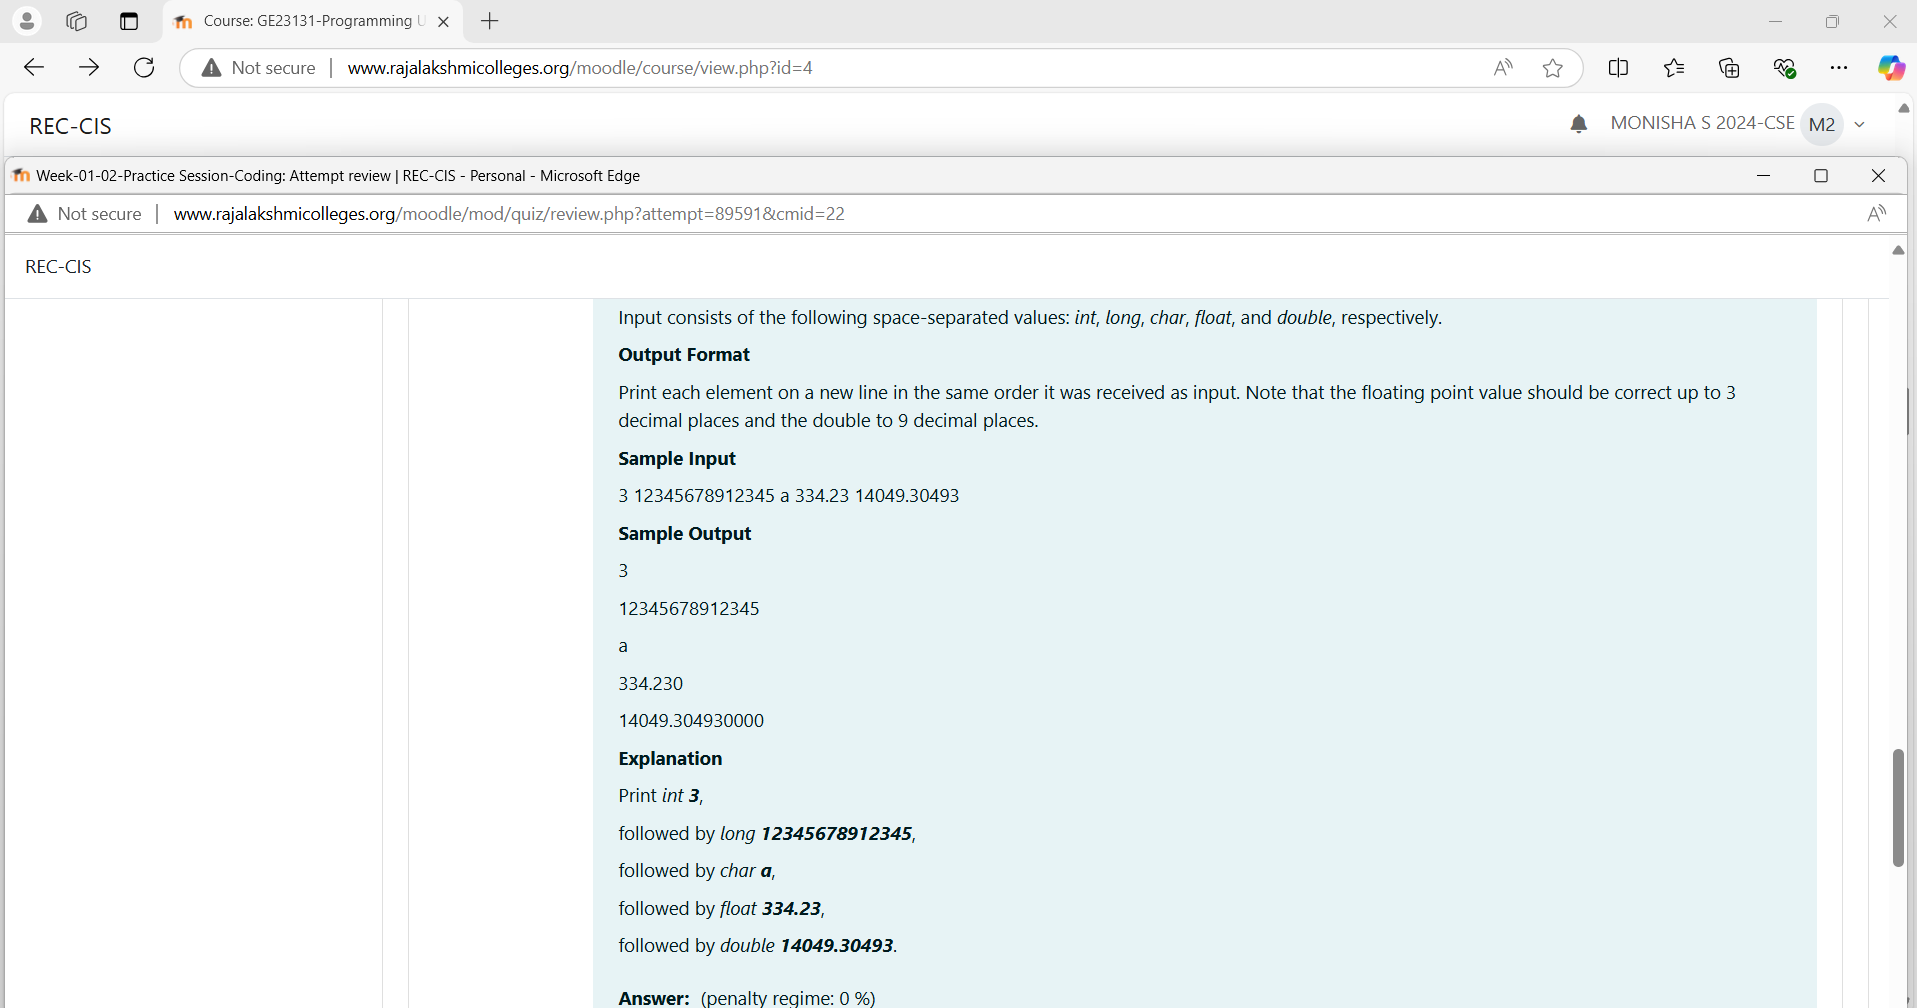 Course: GE23131-Programming U
Not secure | www.rajalakshmicolleges.org/moodle/course/view.php?id=4
REC-CIS
MONISHA S 2024-CSE M2
Week-01-02-Practice Session-Coding: Attempt review | REC-CIS - Personal - Microsoft Edge
Not secure | www.rajalakshmicolleges.org/moodle/mod/quiz/review.php?attempt=89591&cmid=22
REC-CIS
Input consists of the following space-separated values: int, long, char, float, and double, respectively.
Output Format
Print each element on a new line in the same order it was received as input. Note that the floating point value should be correct up to 3
decimal places and the double to 9 decimal places.
Sample Input
3 12345678912345 a 334.23 14049.30493
Sample Output
3
12345678912345
a
334.230
14049.304930000
Explanation
Print int 3,
followed by long 12345678912345,
followed by char a,
followed by float 334.23,
followed by double 14049.30493.
Answer: (penalty regime: 0 %)